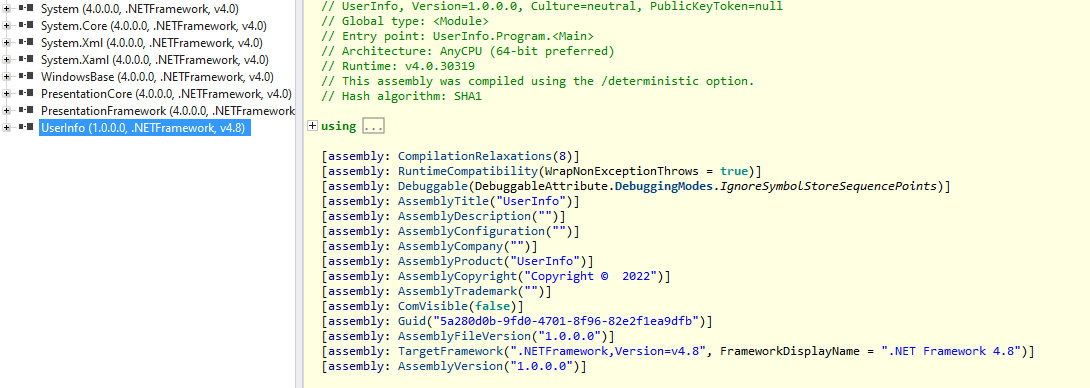 System (4.0.0.0, .NETFramework, v4.0)
System.Core (4.0.0.0, .NETFramework, v4.0)
System.Xml (4.0.0.0, .NETFramework, v4.0)
System.Xaml (4.0.0.0, .NETFramework, v4.0)
WindowsBase (4.0.0.0, .NETFramework, v4.0)
PresentationCore (4.0.0.0, .NETFramework, v4.0)
PresentationFramework (4.0.0.0, .NETFramework
UserInfo (1.0.0.0, .NETFramework, v4.8)
// UserInfo, Version=1.0.0.0, Culture=neutral, PublicKeyToken=null
// Global type: <Module>
// Entry point: UserInfo.Program.<Main>
// Architecture: AnyCPU (64-bit preferred)
// Runtime: v4.0.30319
// This assembly was compiled using the /deterministic option.
// Hash algorithm: SHA1
using ...
[assembly: CompilationRelaxations(8)]
[assembly: RuntimeCompatibility(WrapNonExceptionThrows = true)]
[assembly: Debuggable(DebuggableAttribute.DebuggingModes.IgnoreSymbolStoreSequencePoints)]
[assembly: AssemblyTitle("UserInfo")]
[assembly: AssemblyDescription("")]
[assembly: AssemblyConfiguration("")]
[assembly: AssemblyCompany("")]
[assembly: AssemblyProduct("UserInfo")]
[assembly: AssemblyCopyright("Copyright ©  2022")]
[assembly: AssemblyTrademark("")]
[assembly: ComVisible(false)]
[assembly: Guid("5a280d0b-9fd0-4701-8f96-82e2f1ea9dfb")]
[assembly: AssemblyFileVersion("1.0.0.0")]
[assembly: TargetFramework(".NETFramework,Version=v4.8", FrameworkDisplayName = ".NET Framework 4.8")]
[assembly: AssemblyVersion("1.0.0.0")]